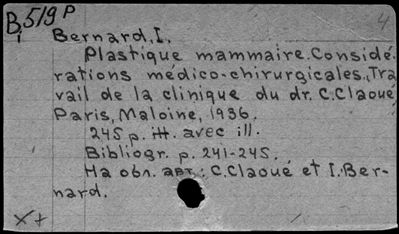 B 519 P 4
i
Bernard, I.
Plastique mammaire. Considé-
rations médico-chirurgicales., Tra
vail de la clinique du dr. C. Claoué
Paris, Maloine, 1936.
245 p. avec ill.
Bibliogr. p. 241-245.
На обл. авт.: C. Claoué et I. Ber-
nard.